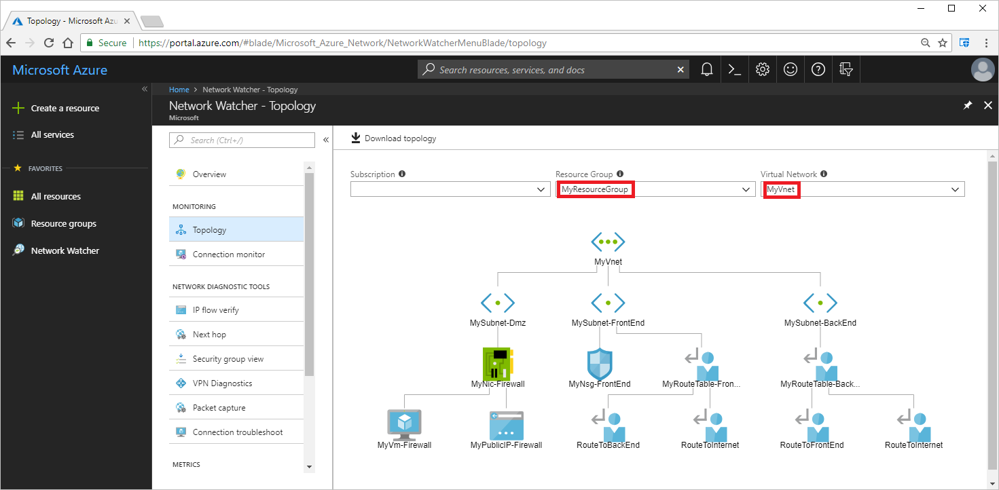 Topology - Microsoft Azu
Secure
https://portal.azure.com/#blade/Microsoft_Azure_Network/NetworkWatcherMenuBlade/topology
Microsoft Azure
Search resources, services, and docs
Create a resource
All services
FAVORITES
All resources
Resource groups
Network Watcher
Home > Network Watcher - Topology
Network Watcher - Topology
Microsoft
Search (Ctrl+/)
Overview
MONITORING
Topology
Connection monitor
NETWORK DIAGNOSTIC TOOLS
IP flow verify
Next hop
Security group view
VPN Diagnostics
Packet capture
Connection troubleshoot
METRICS
Download topology
Subscription
Resource Group
Virtual Network
MyResourceGroup
MyVnet
MyVnet
MySubnet-Dmz
MySubnet-FrontEnd
MySubnet-BackEnd
MyNic-Firewall
MyNsg-FrontEnd
MyRouteTable-Fron...
MyRouteTable-Back...
MyVm-Firewall
MyPublicIP-Firewall
RouteToBackEnd
RouteToInternet
RouteToFrontEnd
RouteToInternet